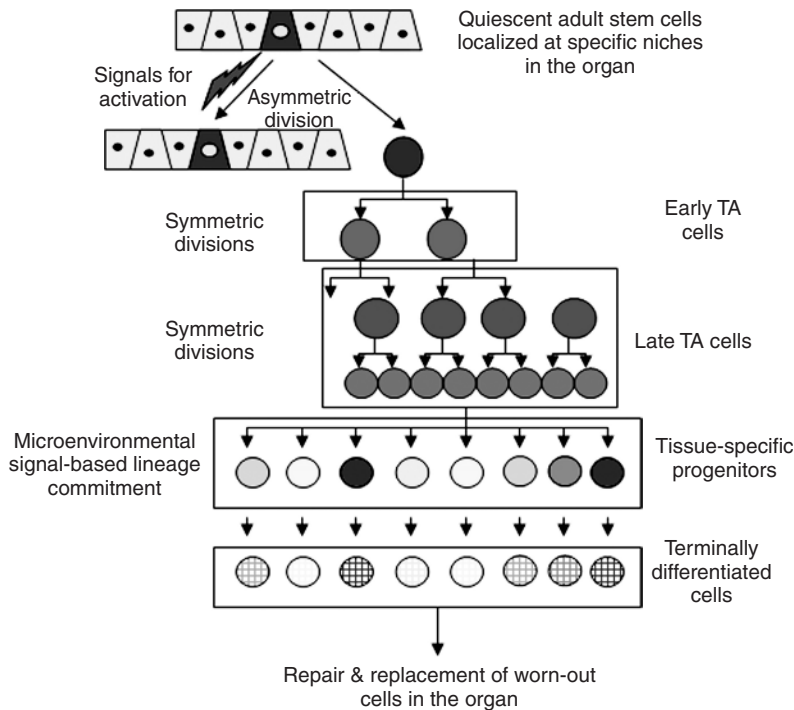 Quiescent adult stem cells
localized at specific niches
in the organ
Signals for
activation
Asymmetric
division
Symmetric
divisions
Early TA
cells
Symmetric
divisions
Late TA cells
Microenvironmental
signal-based lineage
commitment
Tissue-specific
progenitors
Terminally
differentiated
cells
Repair & replacement of worn-out
cells in the organ